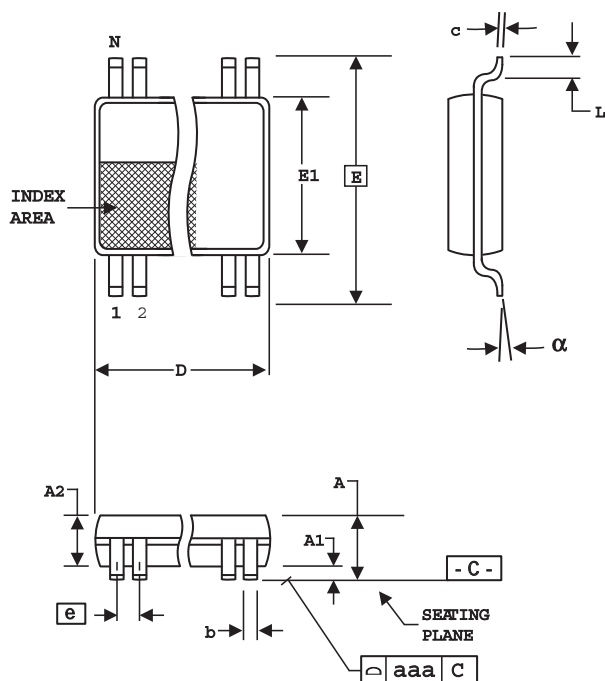 N
c
L
E1
E
INDEX
AREA
1 2
α
D
A2
A
A1
- C -
e
b
SEATING
PLANE
⌓ aaa C